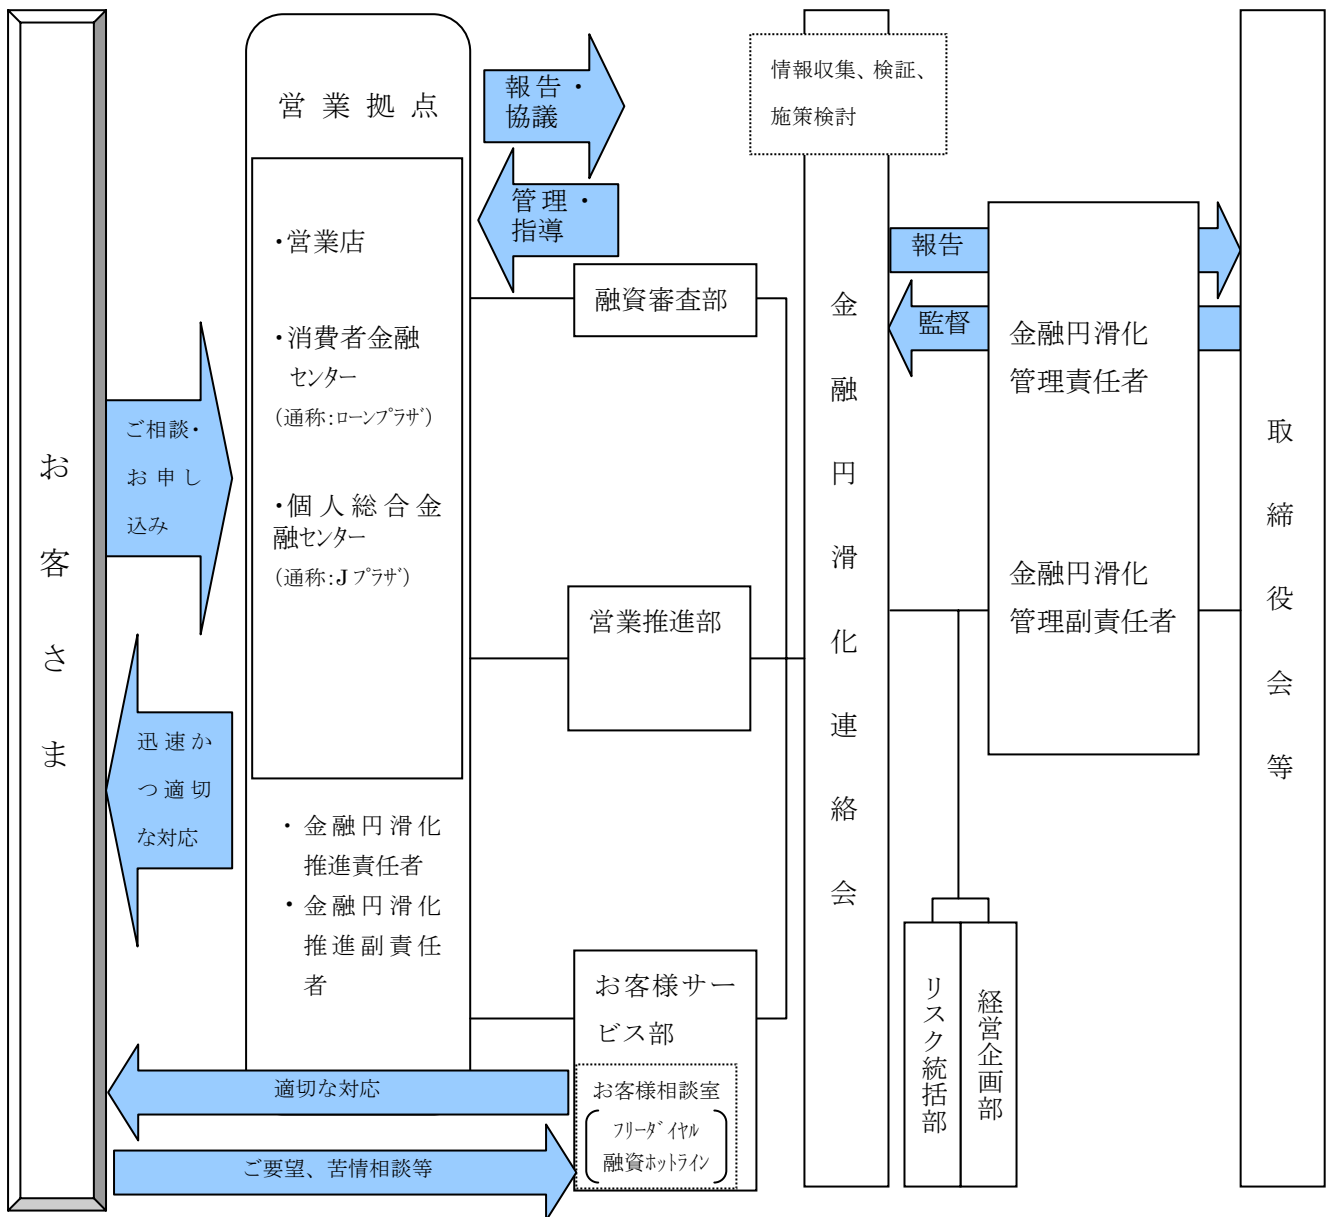 お客さま
ご相談・
お申し
込み
迅速か
つ適切
な対応
営業拠点
・営業店
・消費者金融
センター
（通称：ローンプラザ）
・個人総合金
融センター
（通称：Jプラザ）
・金融円滑化
推進責任者
・金融円滑化
推進副責任
者
報告・
協議
管理・
指導
融資審査部
営業推進部
お客様サー
ビス部
お客様相談室
フリーダイヤル
融資ホットライン
適切な対応
ご要望、苦情相談等
情報収集、検証、
施策検討
金融円滑化連絡会
報告
監督
金融円滑化
管理責任者
金融円滑化
管理副責任者
リスク統括部
経営企画部
取締役会等